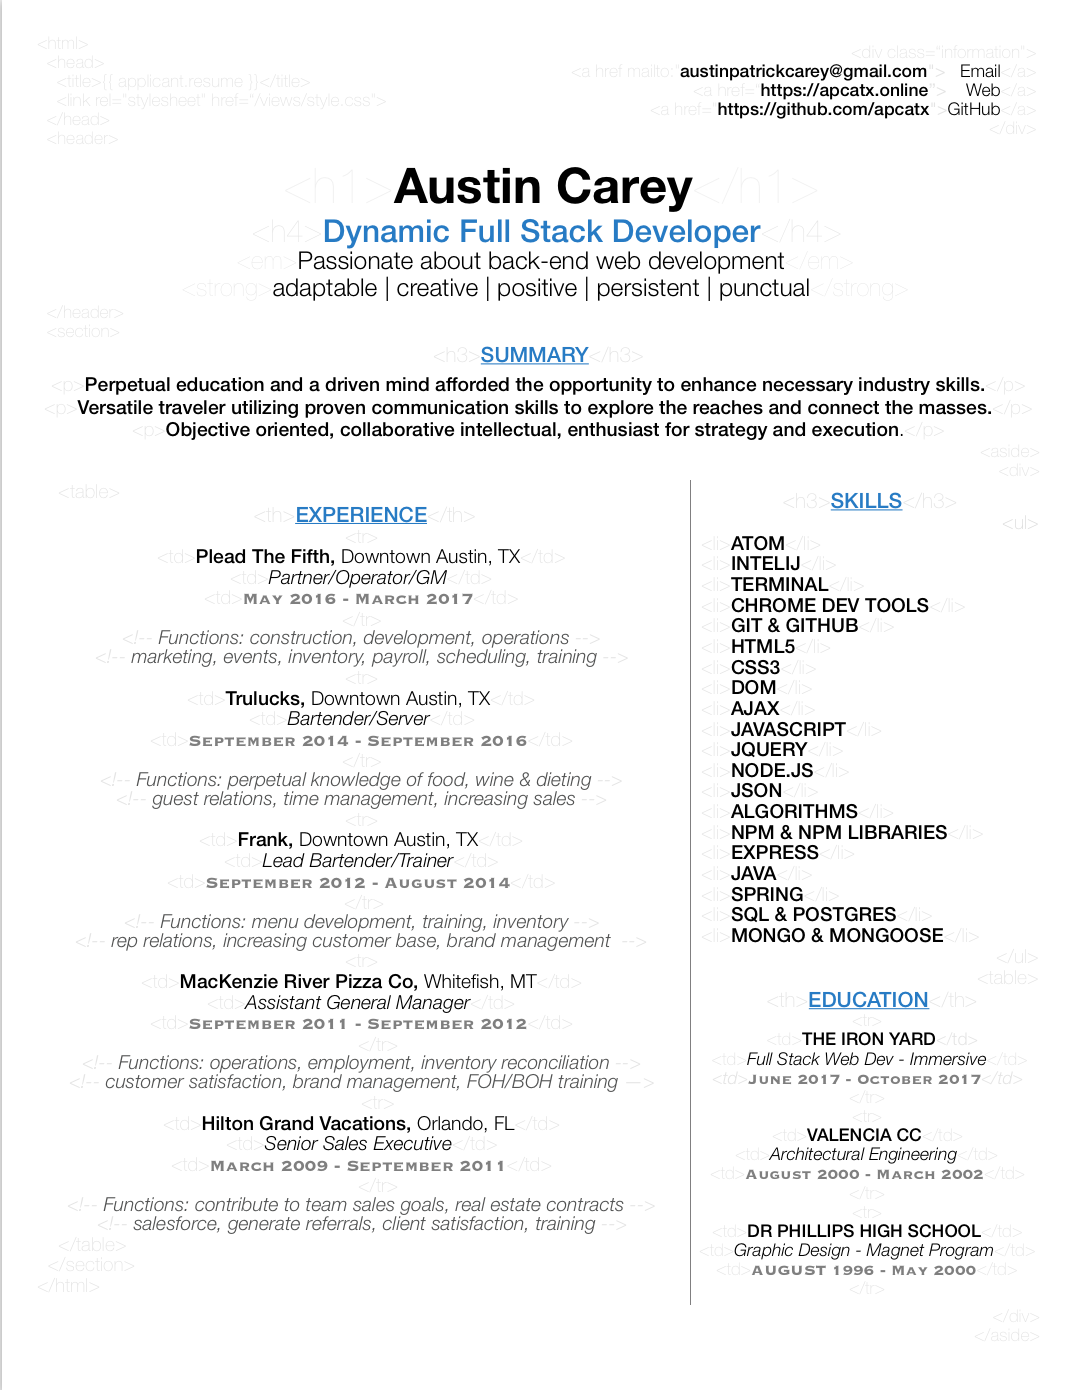 <html>
<head>
<title>{{ applicant.resume }}</title>
<link rel="stylesheet" href="/views/style.css">
</head>
<header>
<div class="information">
<a href mailto:"austinpatrickcarey@gmail.com"> Email</a>
<a href="https://apcatx.online"> Web</a>
<a href="https://github.com/apcatx">GitHub</a>
</div>
<h1>Austin Carey</h1>
<h4>Dynamic Full Stack Developer</h4>
<em>Passionate about back-end web development</em>
<strong>adaptable | creative | positive | persistent | punctual</strong>
</header>
<section>
<h3>SUMMARY</h3>
<p>Perpetual education and a driven mind afforded the opportunity to enhance necessary industry skills.</p>
<p>Versatile traveler utilizing proven communication skills to explore the reaches and connect the masses.</p>
<p>Objective oriented, collaborative intellectual, enthusiast for strategy and execution.</p>
<table>
<th>EXPERIENCE</th>
<tr>
<td>Plead The Fifth, Downtown Austin, TX</td>
<td>Partner/Operator/GM</td>
<td>May 2016 - March 2017</td>
</tr>
<!-- Functions: construction, development, operations -->
<!-- marketing, events, inventory, payroll, scheduling, training -->
<tr>
<td>Trulucks, Downtown Austin, TX</td>
<td>Bartender/Server</td>
<td>September 2014 - September 2016</td>
</tr>
<!-- Functions: perpetual knowledge of food, wine & dieting -->
<!-- guest relations, time management, increasing sales -->
<tr>
<td>Frank, Downtown Austin, TX</td>
<td>Lead Bartender/Trainer</td>
<td>September 2012 - August 2014</td>
</tr>
<!-- Functions: menu development, training, inventory -->
<!-- rep relations, increasing customer base, brand management -->
<tr>
<td>MacKenzie River Pizza Co, Whitefish, MT</td>
<td>Assistant General Manager</td>
<td>September 2011 - September 2012</td>
</tr>
<!-- Functions: operations, employment, inventory reconciliation -->
<!-- customer satisfaction, brand management, FOH/BOH training —>
<tr>
<td>Hilton Grand Vacations, Orlando, FL</td>
<td>Senior Sales Executive</td>
<td>March 2009 - September 2011</td>
</tr>
<!-- Functions: contribute to team sales goals, real estate contracts -->
<!-- salesforce, generate referrals, client satisfaction, training -->
</table>
</section>
</html>
<aside>
<div>
<h3>SKILLS</h3>
<ul>
<li>ATOM</li>
<li>INTELIJ</li>
<li>TERMINAL</li>
<li>CHROME DEV TOOLS</li>
<li>GIT & GITHUB</li>
<li>HTML5</li>
<li>CSS3</li>
<li>DOM</li>
<li>AJAX</li>
<li>JAVASCRIPT</li>
<li>JQUERY</li>
<li>NODE.JS</li>
<li>JSON</li>
<li>ALGORITHMS</li>
<li>NPM & NPM LIBRARIES</li>
<li>EXPRESS</li>
<li>JAVA</li>
<li>SPRING</li>
<li>SQL & POSTGRES</li>
<li>MONGO & MONGOOSE</li>
</ul>
<table>
<th>EDUCATION</th>
<tr>
<td>THE IRON YARD</td>
<td>Full Stack Web Dev - Immersive</td>
<td>June 2017 - October 2017</td>
</tr>
<tr>
<td>VALENCIA CC</td>
<td>Architectural Engineering</td>
<td>August 2000 - March 2002</td>
</tr>
<tr>
<td>DR PHILLIPS HIGH SCHOOL</td>
<td>Graphic Design - Magnet Program</td>
<td>AUGUST 1996 - May 2000</td>
</tr>
</div>
</aside>